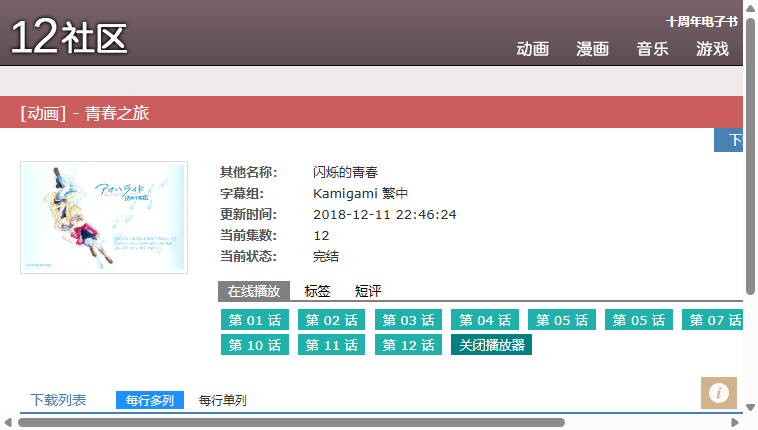 12社区
十周年电子书
动画 漫画 音乐 游戏
[动画] - 青春之旅
下
アオハライド
其他名称: 闪烁的青春
字幕组: Kamigami 繁中
更新时间: 2018-12-11 22:46:24
当前集数: 12
当前状态: 完结
在线播放 标签 短评
第 01 话 第 02 话 第 03 话 第 04 话 第 05 话 第 05 话 第 07 话
第 10 话 第 11 话 第 12 话 关闭播放器
下载列表 每行多列 每行单列
i